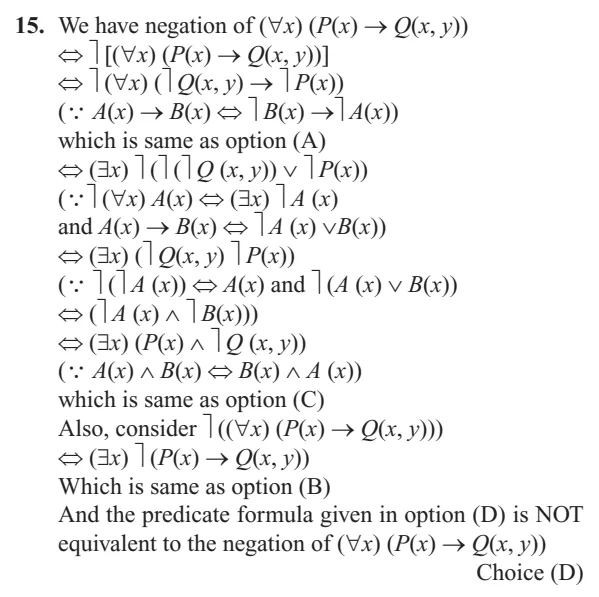 15. We have negation of (∀x) (P(x) → Q(x, y))
⇔ ⏋[(∀x) (P(x) → Q(x, y))]
⇔ ⏋(∀x) (⏋Q(x, y) → ⏋P(x))
(∵ A(x) → B(x) ⇔ ⏋B(x) →⏋A(x))
which is same as option (A)
⇔ (∃x) ⏋(⏋(⏋Q (x, y)) ∨ ⏋P(x))
(∵⏋(∀x) A(x) ⇔ (∃x) ⏋A (x)
and A(x) → B(x) ⇔ ⏋A (x) ∨B(x))
⇔ (∃x) (⏋Q(x, y) ⏋P(x))
(∵ ⏋(⏋A (x)) ⇔ A(x) and ⏋(A (x) ∨ B(x))
⇔ (⏋A (x) ∧ ⏋B(x)))
⇔ (∃x) (P(x) ∧ ⏋Q (x, y))
(∵ A(x) ∧ B(x) ⇔ B(x) ∧ A (x))
which is same as option (C)
Also, consider ⏋((∀x) (P(x) → Q(x, y)))
⇔ (∃x) ⏋(P(x) → Q(x, y))
Which is same as option (B)
And the predicate formula given in option (D) is NOT
equivalent to the negation of (∀x) (P(x) → Q(x, y))
Choice (D)